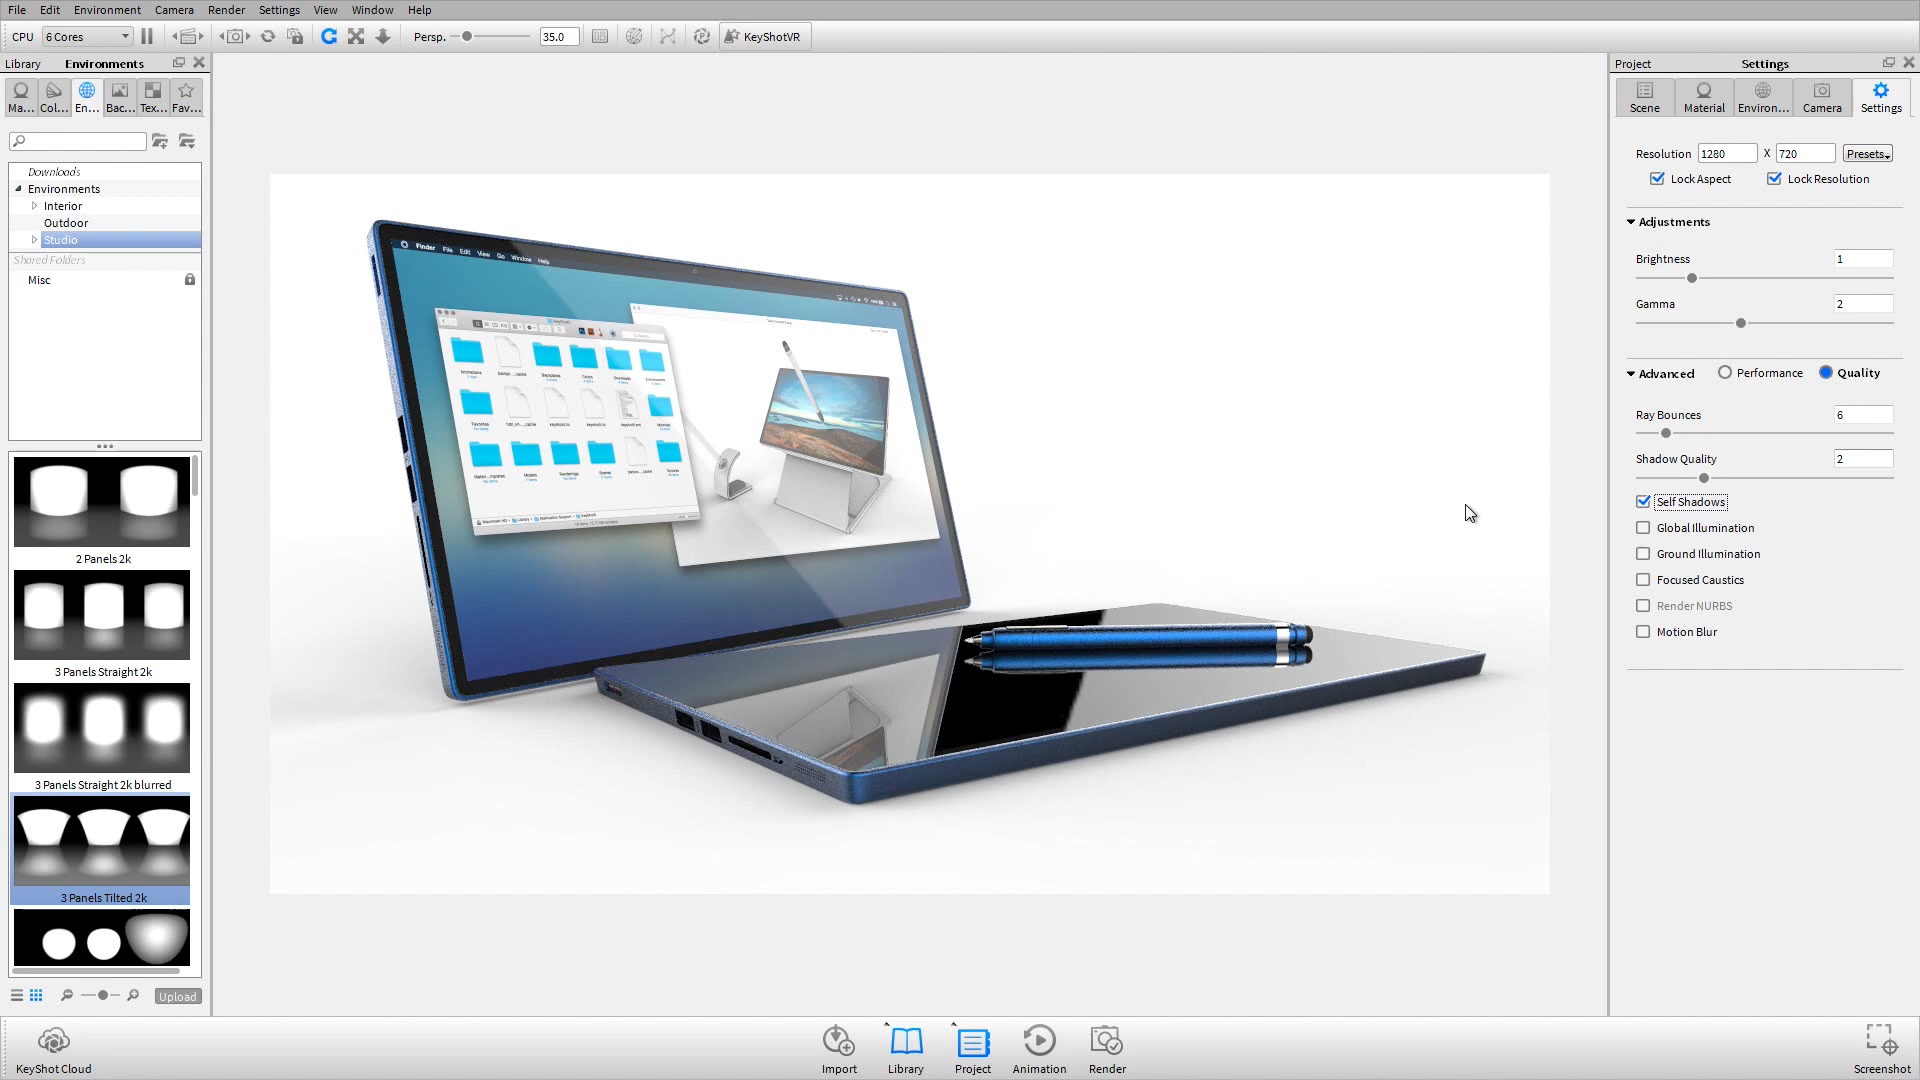 File Edit Environment Camera Render Settings View Window Help
CPU 6 Cores Persp. 35.0 KeyShotVR
Library Environments
Ma... Col... En... Bac... Tex... Fav...
Downloads
Environments
Interior
Outdoor
Studio
Shared Folders
Misc
2 Panels 2k
3 Panels Straight 2k
3 Panels Straight 2k blurred
3 Panels Tilted 2k
Upload
Finder File Edit View Go Window Help
Project Settings
Scene Material Environ... Camera Settings
Resolution 1280 X 720 Presets
Lock Aspect Lock Resolution
Adjustments
Brightness 1
Gamma 2
Advanced Performance Quality
Ray Bounces 6
Shadow Quality 2
Self Shadows
Global Illumination
Ground Illumination
Focused Caustics
Render NURBS
Motion Blur
KeyShot Cloud Import Library Project Animation Render Screenshot